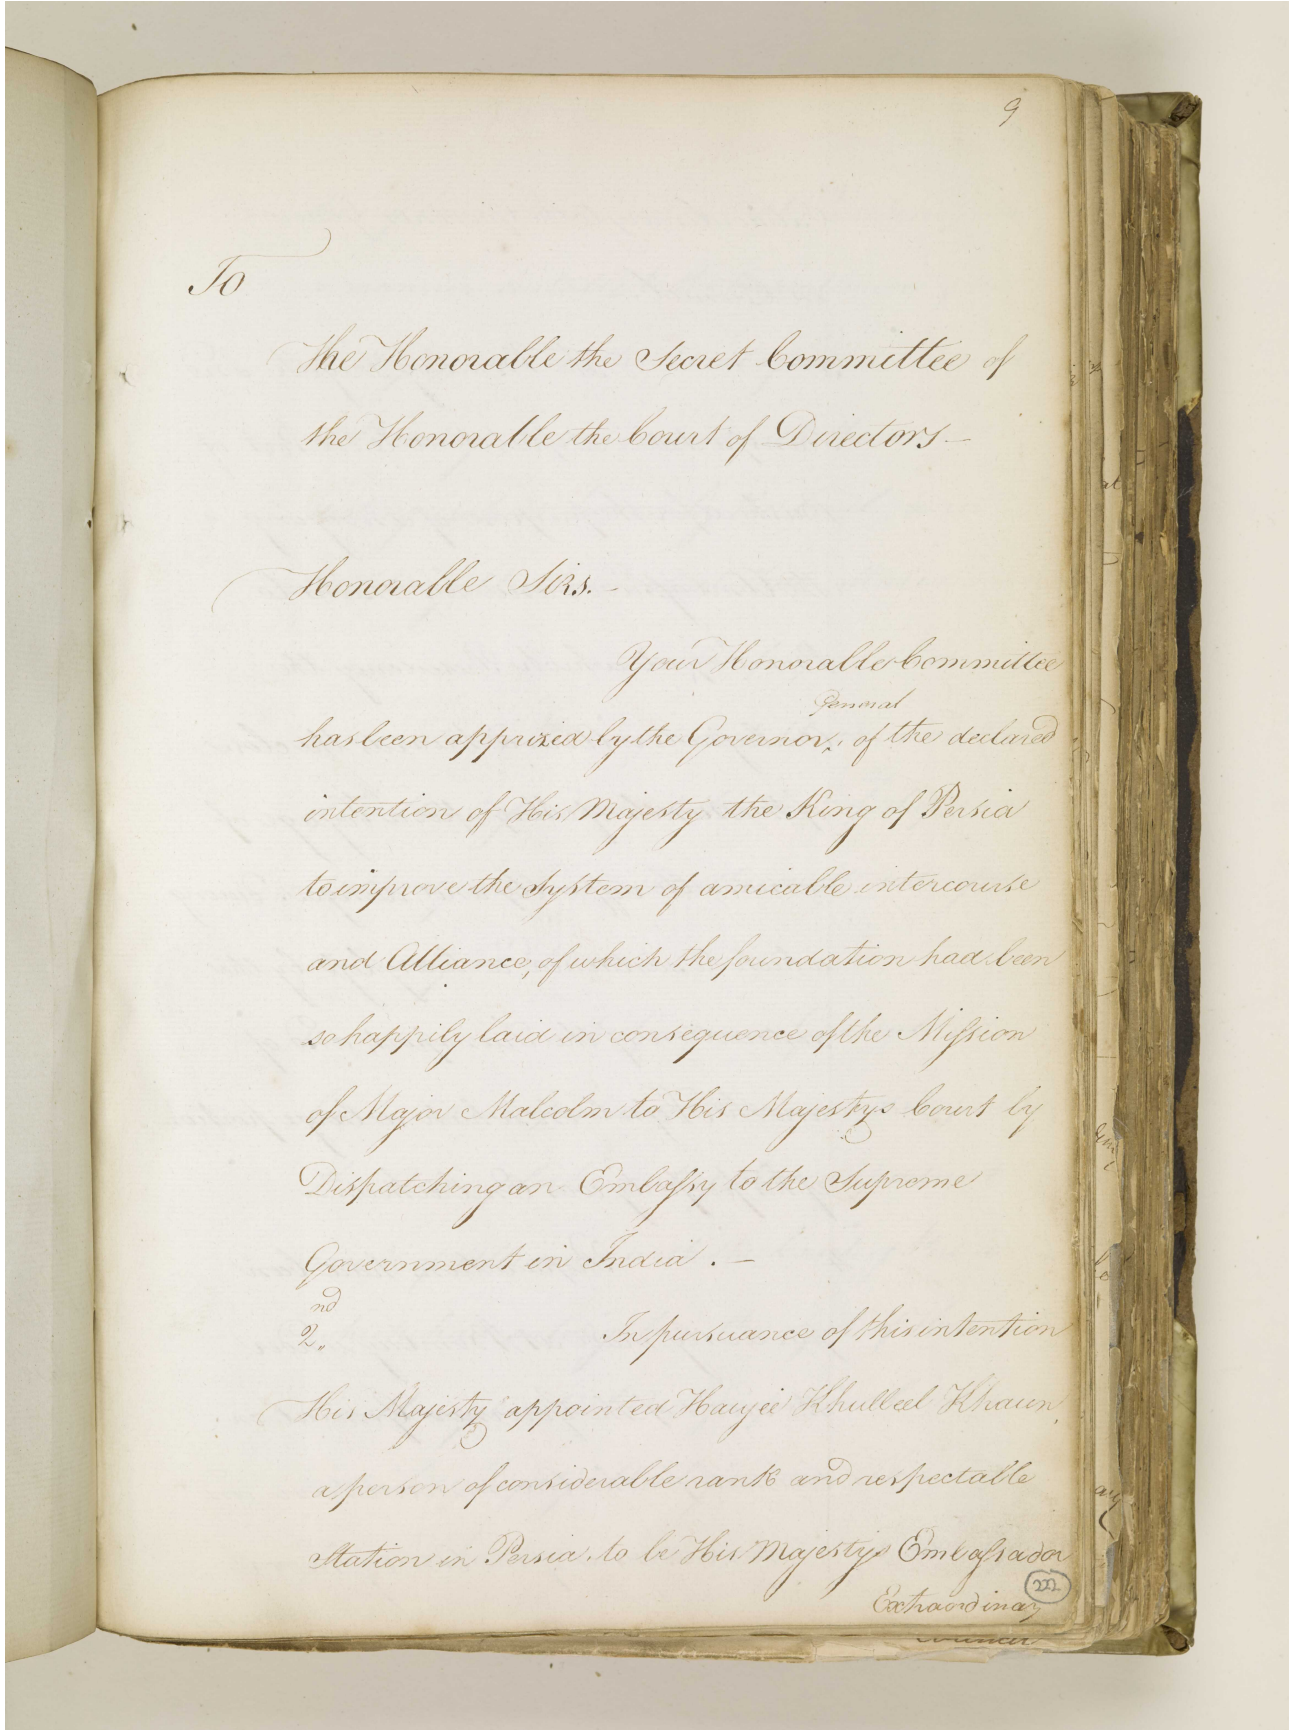 9
To
the Honorable the Secret Committee of
the Honorable the Court of Directors—
Honorable Sirs.—
Your Honorable Committee
General
has been apprized by the Governor, of the declared
intention of His Majesty the King of Persia
to improve the System of amicable intercourse
and Alliance, of which the foundation had been
so happily laid in consequence of the Mission
of Major Malcolm to His Majestys Court by
Dispatching an Embassy to the Supreme
Government in India.—
nd
2. In pursuance of this intention
His Majesty appointed Haujee Khulleel Khaun,
a person of considerable rank and respectable
Station in Persia, to be His Majestys Embassador
222
Extraordinary